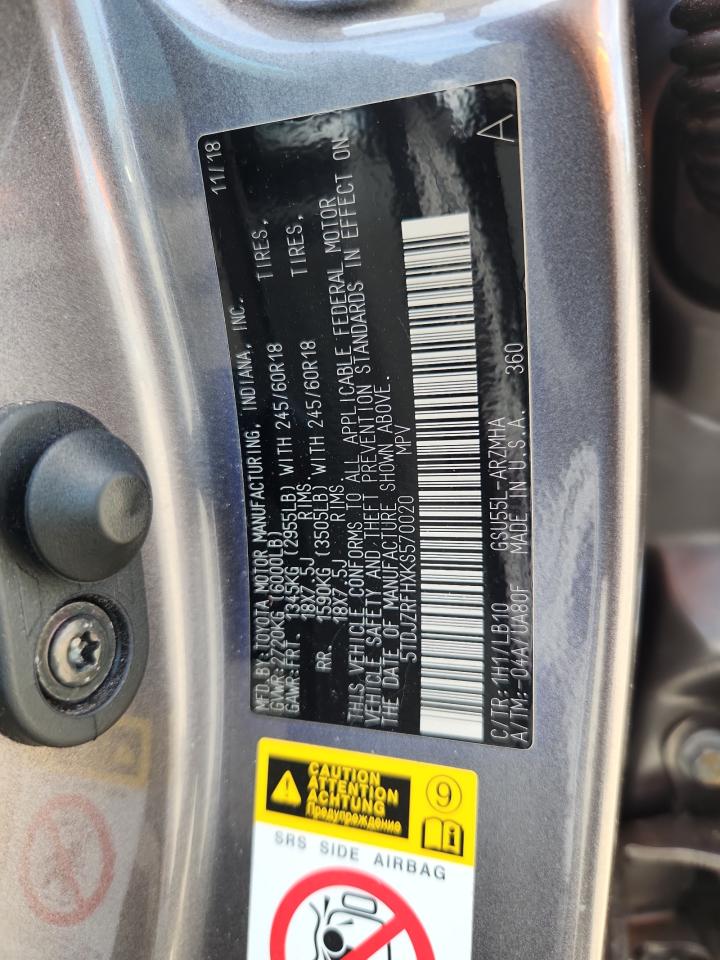 MFD.BY:TOYOTA MOTOR MANUFACTURING, INDIANA, INC. 11/18
GVWR:2720KG (6000LB)
GAWR:FRT. 1345KG (2955LB) WITH 245/60R18 TIRES,
18X7.5J RIMS
RR. 1590KG (3505LB) WITH 245/60R18 TIRES,
18X7.5J RIMS
THIS VEHICLE CONFORMS TO ALL APPLICABLE FEDERAL MOTOR
VEHICLE SAFETY AND THEFT PREVENTION STANDARDS IN EFFECT ON
THE DATE OF MANUFACTURE SHOWN ABOVE.
5TDJZRFHXKS570020 MPV
C/TR:1H1/LB10 GSU55L-ARZMHA
A/TM:-04A/UA80F MADE IN U.S.A. 360
A
CAUTION
ATTENTION
ACHTUNG
Предупреждение
9
SRS SIDE AIRBAG